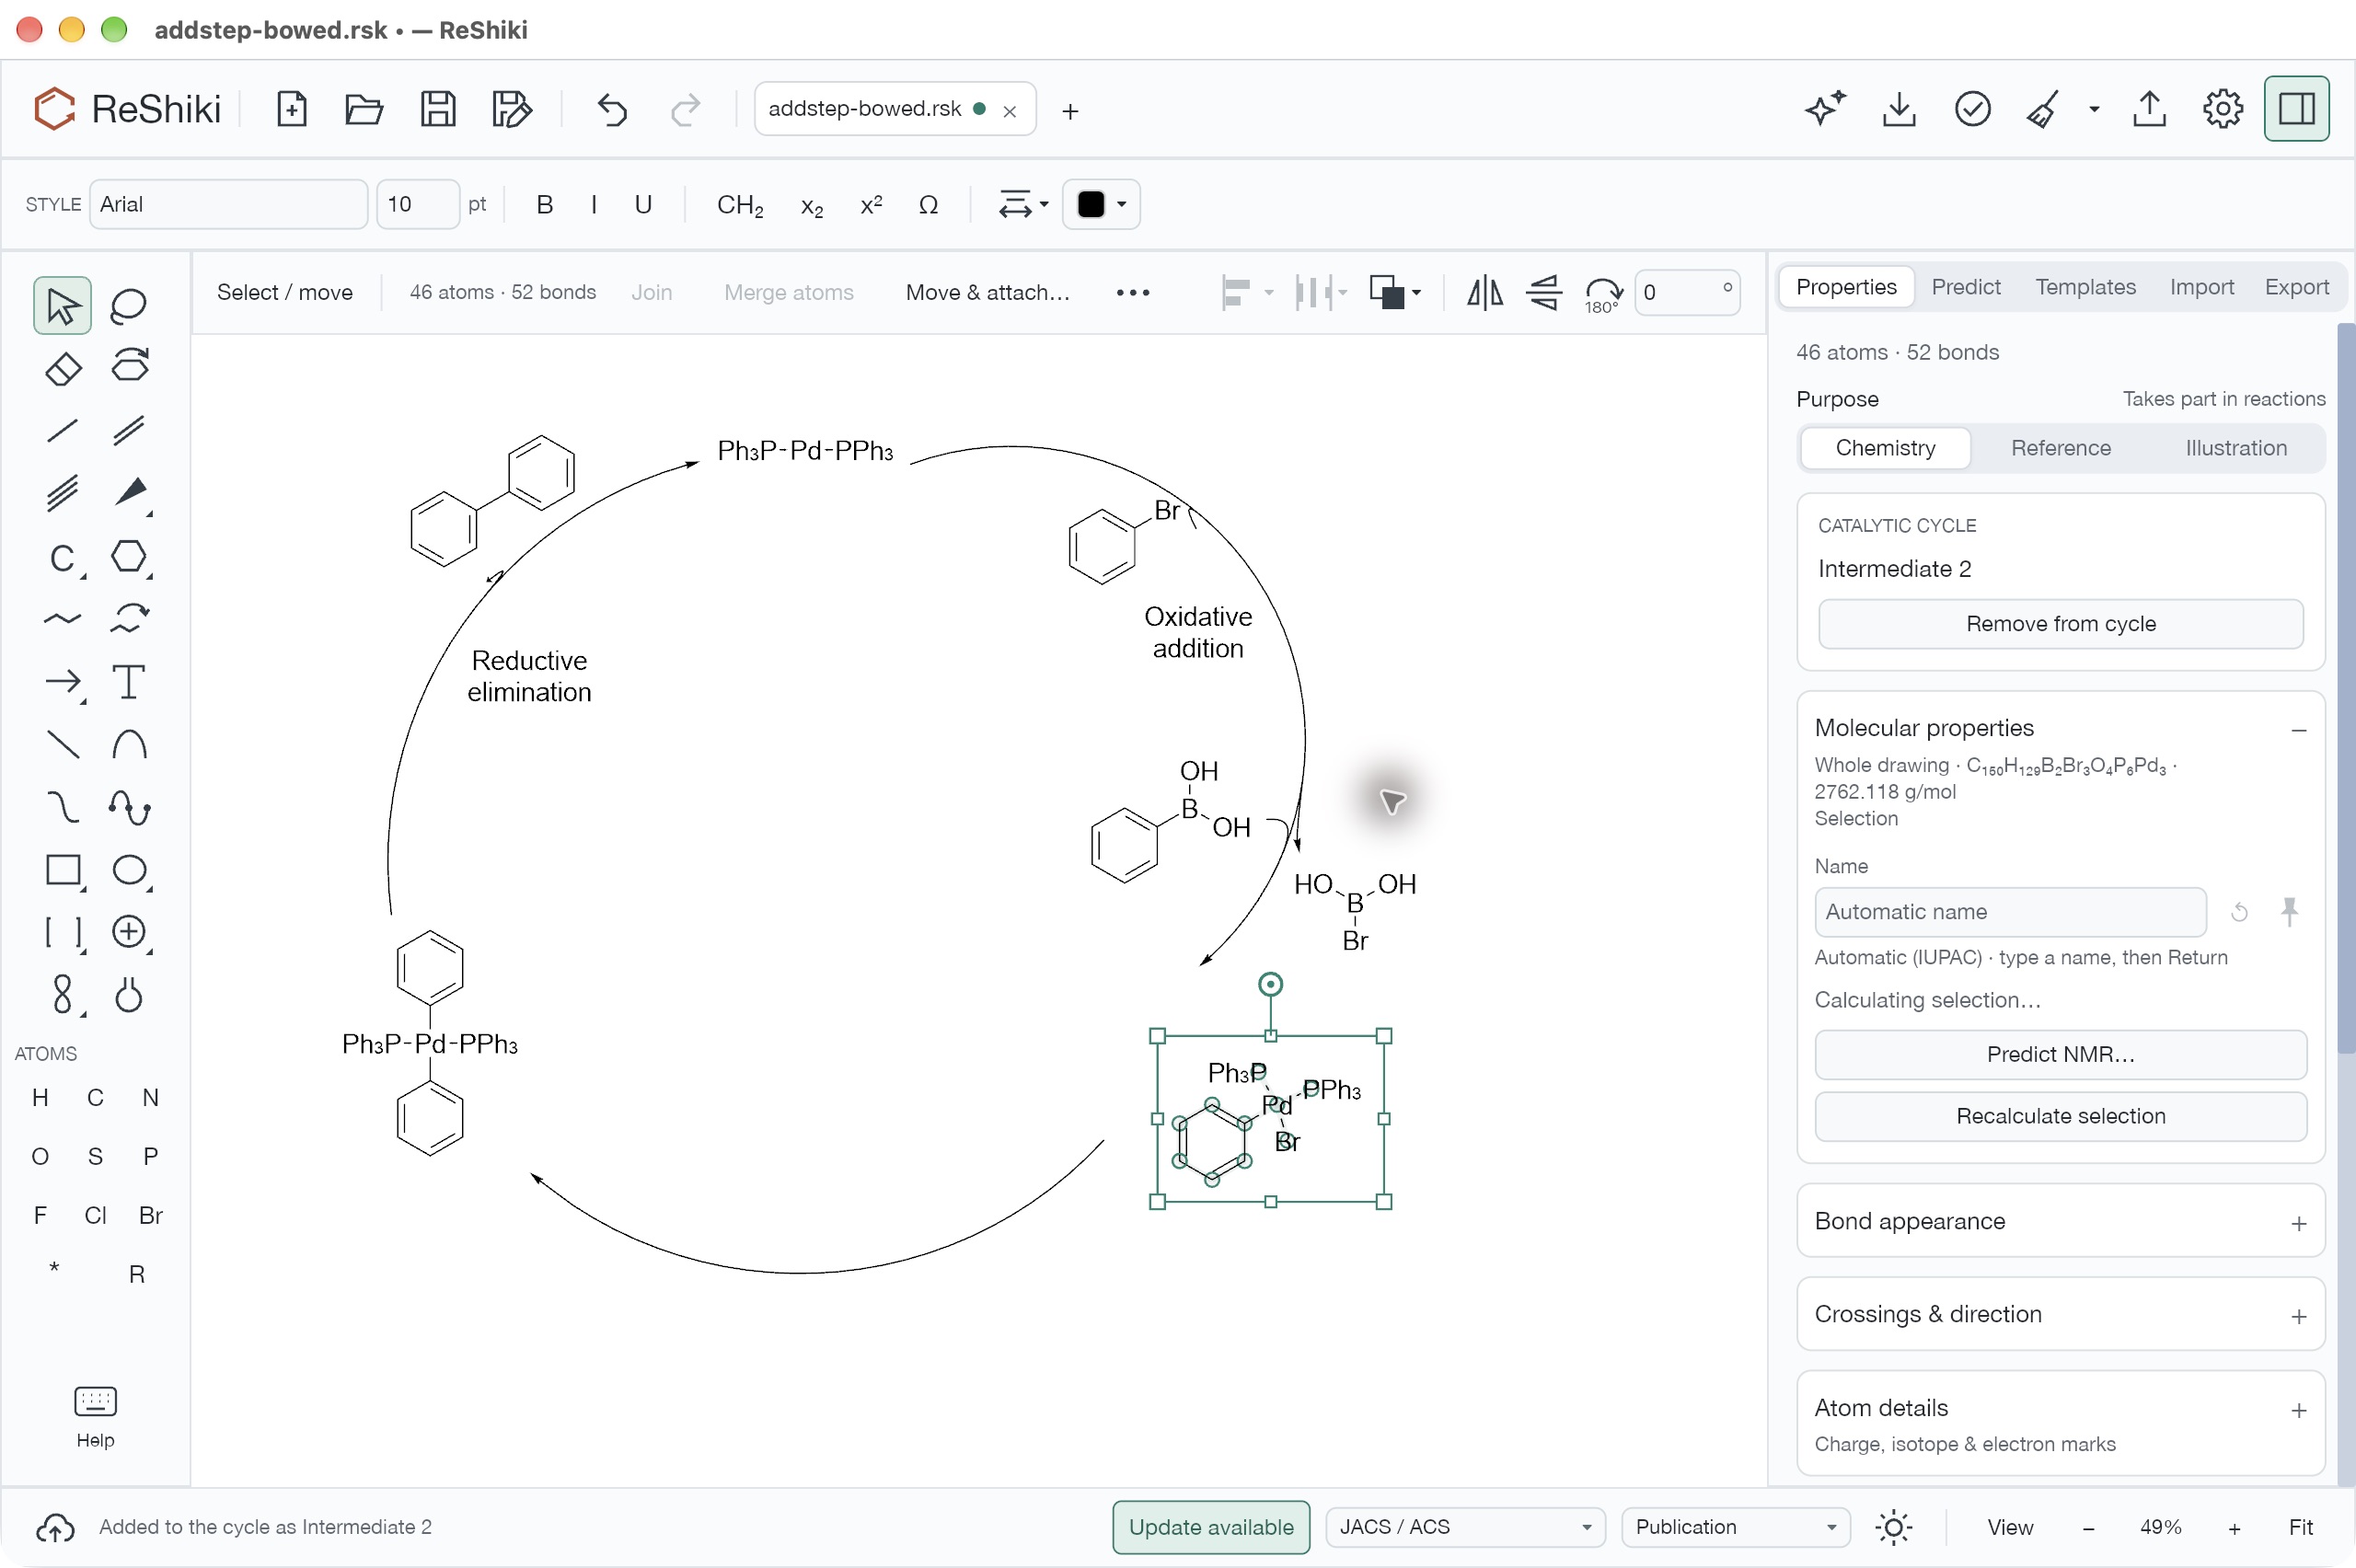 addstep-bowed.rsk • — ReShiki
ReShiki
addstep-bowed.rsk
STYLE Arial 10 pt B I U CH₂ x₂ x² Ω
Select / move 46 atoms · 52 bonds Join Merge atoms Move & attach... 180° 0 °
Properties Predict Templates Import Export
46 atoms · 52 bonds
Purpose Takes part in reactions
Chemistry Reference Illustration
CATALYTIC CYCLE
Intermediate 2
Remove from cycle
Molecular properties
Whole drawing · C₁₅₀H₁₂₉B₂Br₃O₄P₆Pd₃ ·
2762.118 g/mol
Selection
Name
Automatic name
Automatic (IUPAC) · type a name, then Return
Calculating selection...
Predict NMR...
Recalculate selection
Bond appearance
Crossings & direction
Atom details
Charge, isotope & electron marks
C
T
ATOMS
H C N
O S P
F Cl Br
* R
Help
Ph₃P-Pd-PPh₃
Br
Oxidative
addition
Reductive
elimination
OH
B
OH
HO B OH
Br
Ph₃P-Pd-PPh₃
Ph₃P
PPh₃
Pd
Br
Added to the cycle as Intermediate 2
Update available
JACS / ACS
Publication
View − 49% + Fit